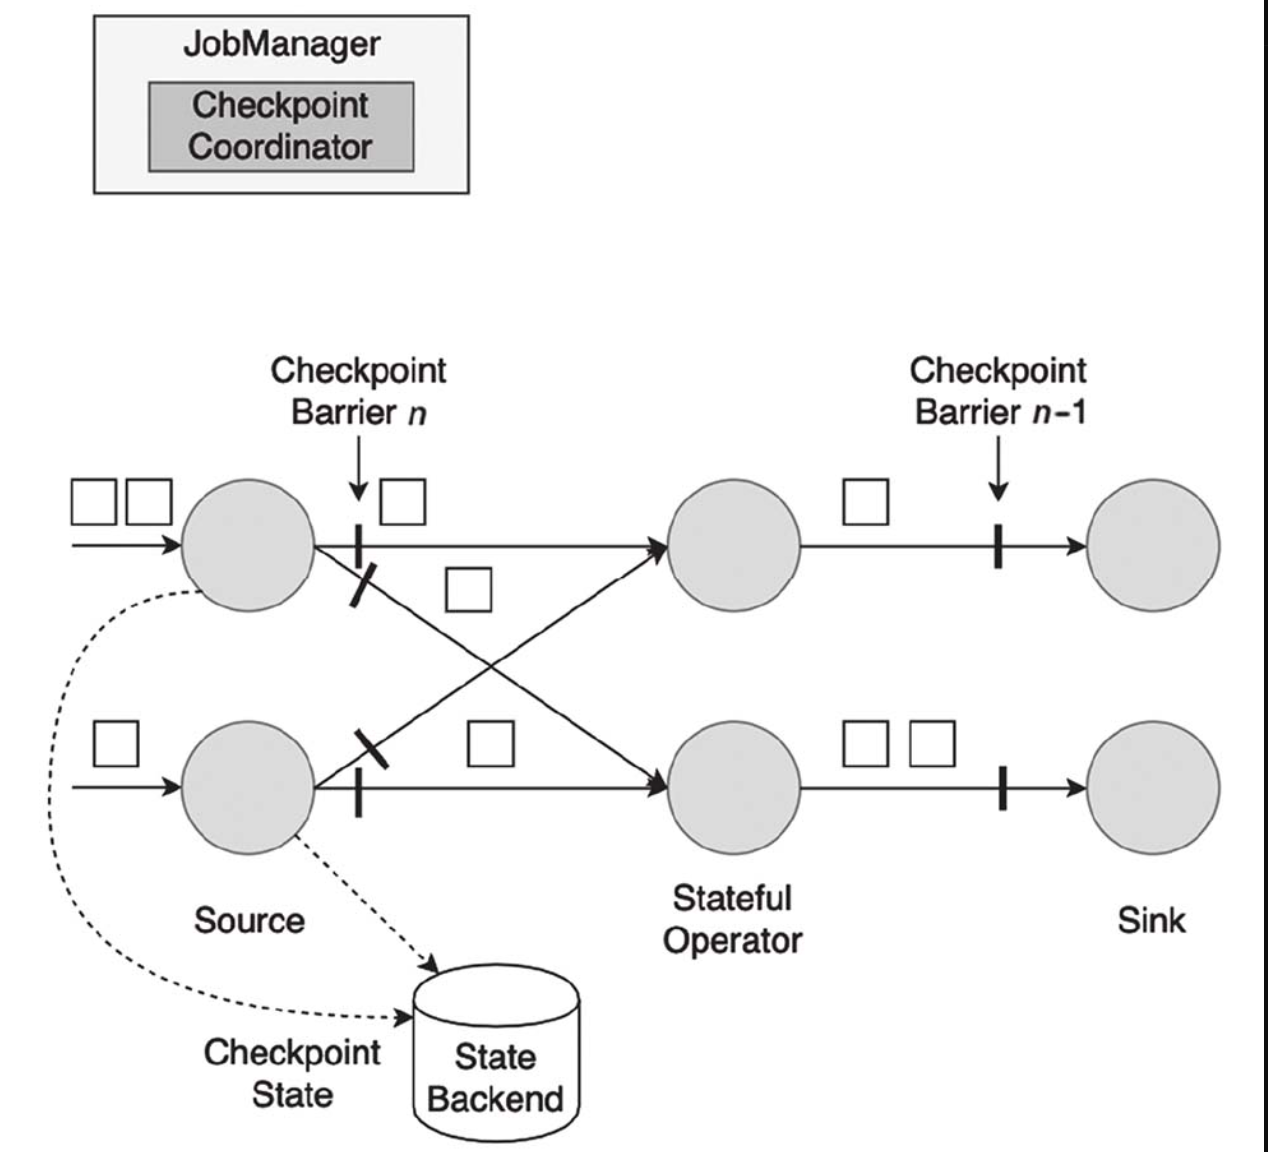 JobManager
Checkpoint
Coordinator
Checkpoint
Barrier n
Checkpoint
Barrier n-1
Source
Stateful
Operator
Sink
Checkpoint
State
State
Backend